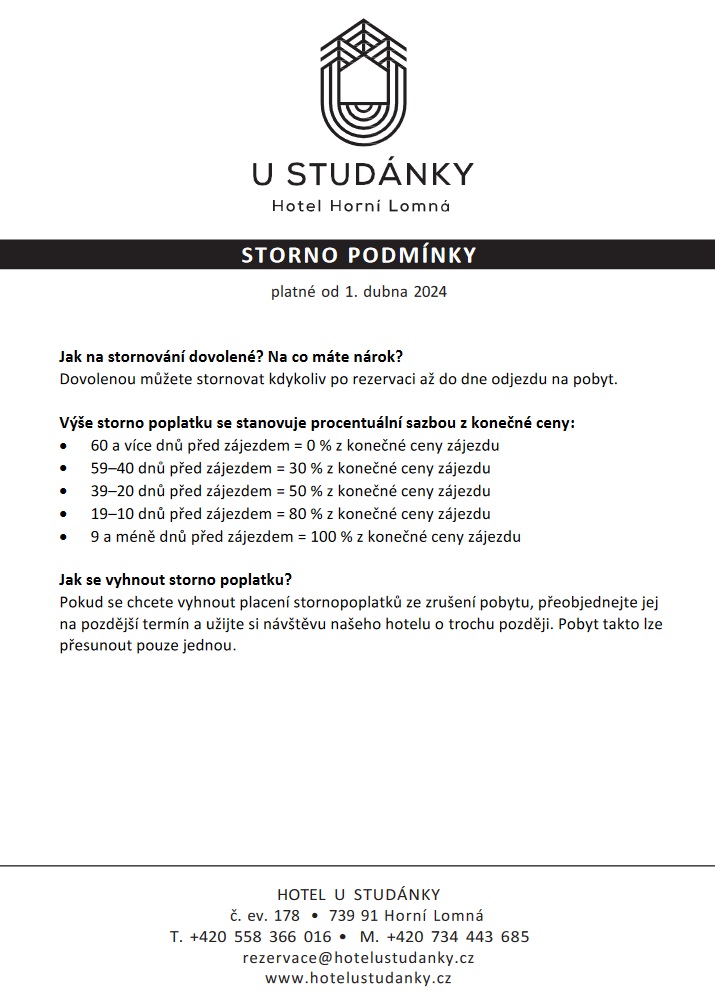 U STUDÁNKY
Hotel Horní Lomná
STORNO PODMÍNKY
platné od 1. dubna 2024
Jak na stornování dovolené? Na co máte nárok?
Dovolenou můžete stornovat kdykoliv po rezervaci až do dne odjezdu na pobyt.
Výše storno poplatku se stanovuje procentuální sazbou z konečné ceny:
• 60 a více dnů před zájezdem = 0 % z konečné ceny zájezdu
• 59–40 dnů před zájezdem = 30 % z konečné ceny zájezdu
• 39–20 dnů před zájezdem = 50 % z konečné ceny zájezdu
• 19–10 dnů před zájezdem = 80 % z konečné ceny zájezdu
• 9 a méně dnů před zájezdem = 100 % z konečné ceny zájezdu
Jak se vyhnout storno poplatku?
Pokud se chcete vyhnout placení stornopoplatků ze zrušení pobytu, přeobjednejte jej
na pozdější termín a užijte si návštěvu našeho hotelu o trochu později. Pobyt takto lze
přesunout pouze jednou.
HOTEL U STUDÁNKY
č. ev. 178 • 739 91 Horní Lomná
T. +420 558 366 016 • M. +420 734 443 685
rezervace@hotelustudanky.cz
www.hotelustudanky.cz